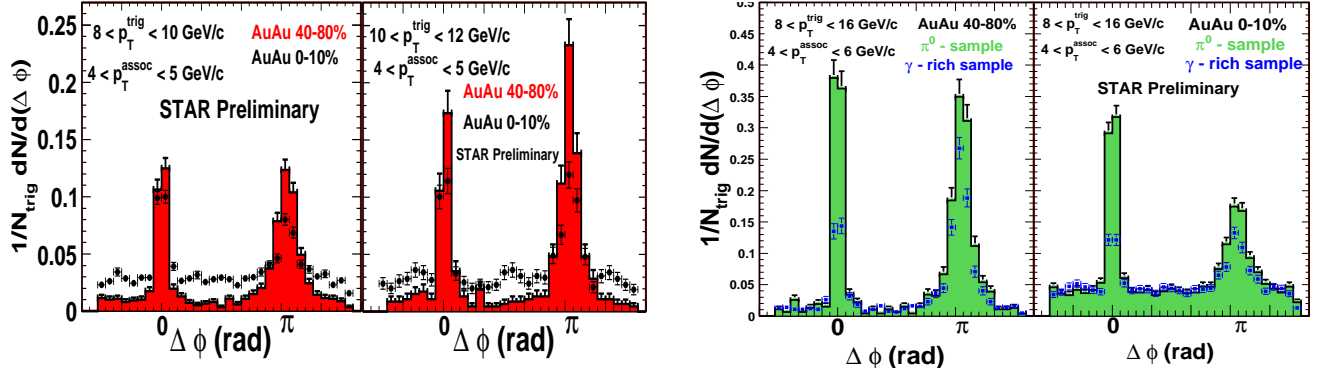 1/N_trig dN/d(Δ φ)
0.25
0.2
0.15
0.1
0.05
0
8 < p_T^trig < 10 GeV/c
AuAu 40-80%
AuAu 0-10%
4 < p_T^assoc < 5 GeV/c
STAR Preliminary
0
π
Δ φ (rad)
10 < p_T^trig < 12 GeV/c
4 < p_T^assoc < 5 GeV/c
AuAu 40-80%
AuAu 0-10%
STAR Preliminary
0
π
Δ φ (rad)
1/N_trig dN/d(Δ φ)
0.5
0.45
0.4
0.35
0.3
0.25
0.2
0.15
0.1
0.05
0
8 < p_T^trig < 16 GeV/c
AuAu 40-80%
4 < p_T^assoc < 6 GeV/c
π^0 - sample
γ - rich sample
0
π
Δ φ (rad)
8 < p_T^trig < 16 GeV/c
AuAu 0-10%
4 < p_T^assoc < 6 GeV/c
π^0 - sample
γ - rich sample
STAR Preliminary
0
π
Δ φ (rad)